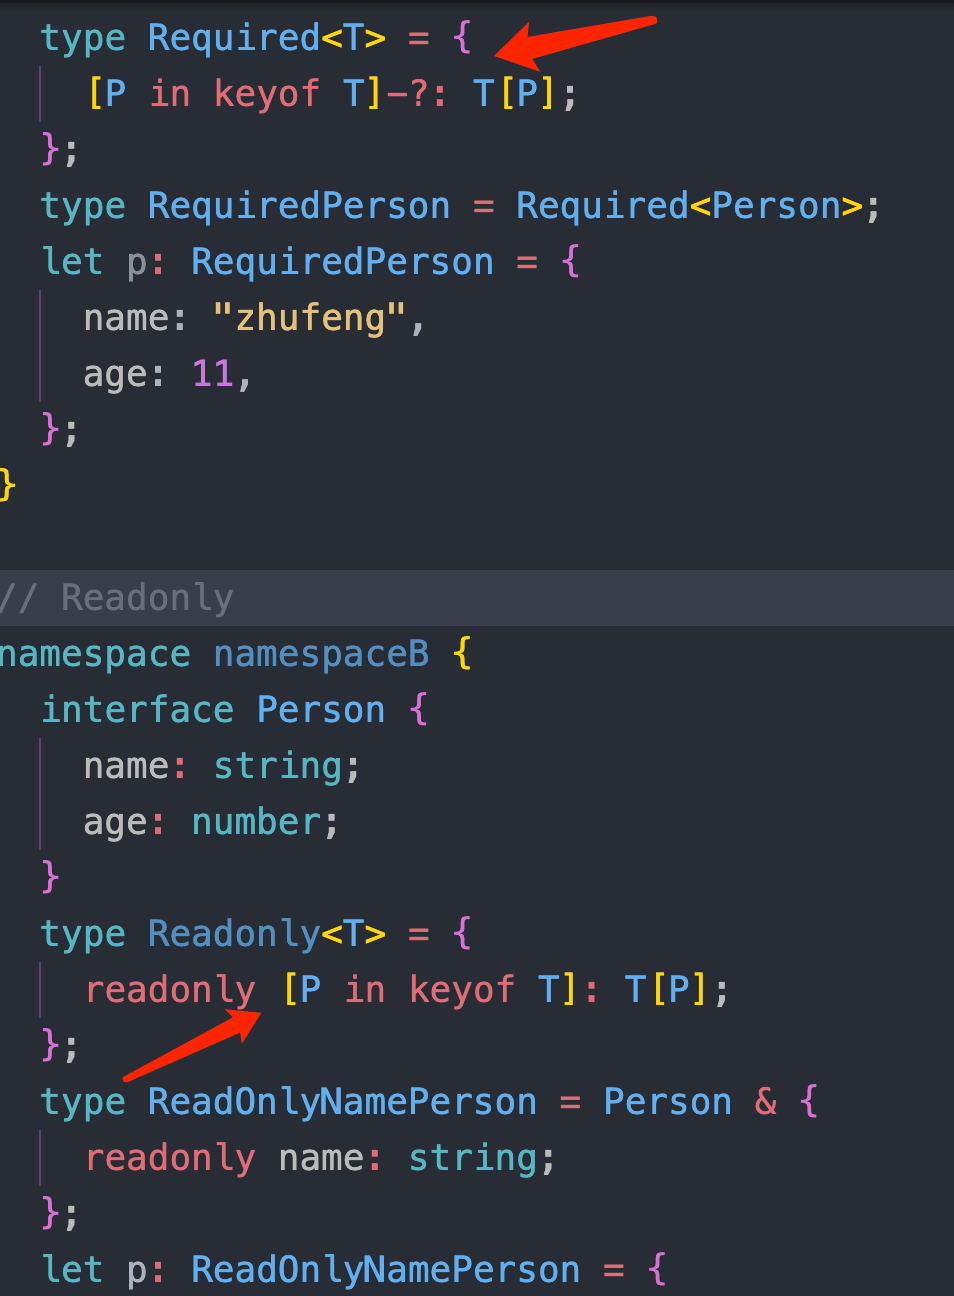 type Required<T> = {
[P in keyof T]-?: T[P];
};
type RequiredPerson = Required<Person>;
let p: RequiredPerson = {
name: "zhufeng",
age: 11,
};
}
// Readonly
namespace namespaceB {
interface Person {
name: string;
age: number;
}
type Readonly<T> = {
readonly [P in keyof T]: T[P];
};
type ReadOnlyNamePerson = Person & {
readonly name: string;
};
let p: ReadOnlyNamePerson = {